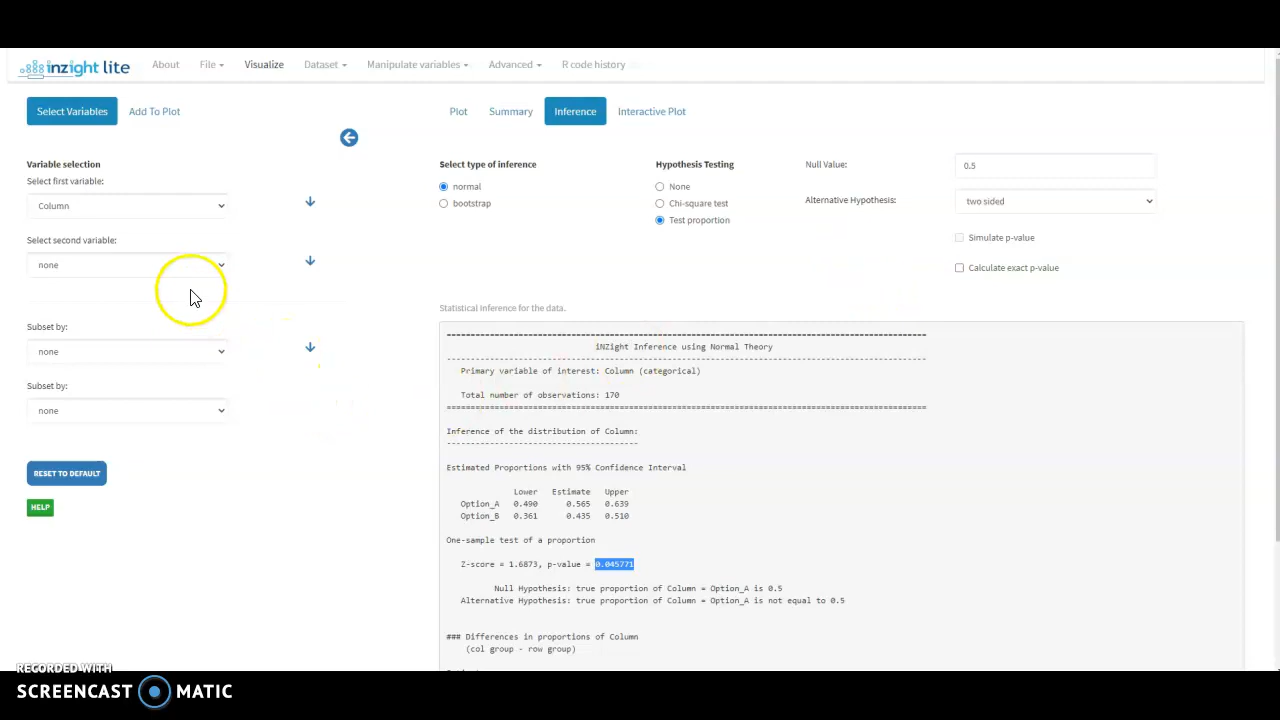 inzight lite
About
File
Visualize
Dataset
Manipulate variables
Advanced
R code history
Select Variables
Add To Plot
Plot
Summary
Inference
Interactive Plot
Variable selection
Select first variable:
Column
Select second variable:
none
Subset by:
none
Subset by:
none
RESET TO DEFAULT
HELP
Select type of inference
normal
bootstrap
Hypothesis Testing
None
Chi-square test
Test proportion
Null Value:
0.5
Alternative Hypothesis:
two sided
Simulate p-value
Calculate exact p-value
Statistical Inference for the data.
iNZight Inference using Normal Theory
Primary variable of interest: Column (categorical)
Total number of observations: 170
Inference of the distribution of Column:
Estimated Proportions with 95% Confidence Interval
Lower Estimate Upper
Option_A 0.490 0.565 0.639
Option_B 0.361 0.435 0.510
One-sample test of a proportion
Z-score = 1.6873, p-value = 0.045771
Null Hypothesis: true proportion of Column = Option_A is 0.5
Alternative Hypothesis: true proportion of Column = Option_A is not equal to 0.5
### Differences in proportions of Column
(col group - row group)
RECORDED WITH
SCREENCAST MATIC